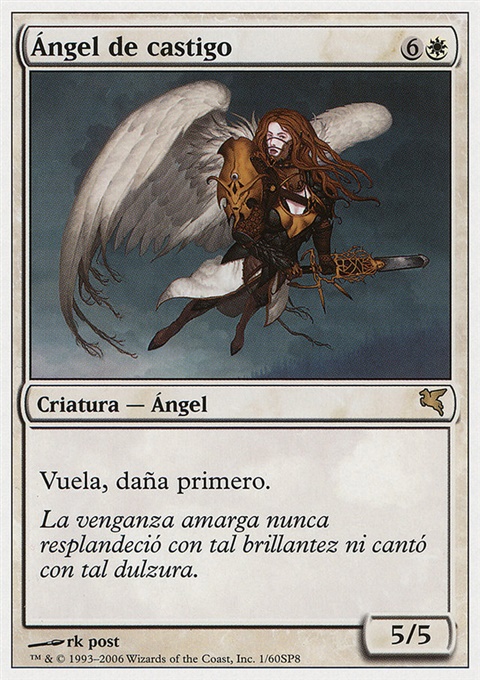 Ángel de castigo 6
Criatura — Ángel
Vuela, daña primero.
La venganza amarga nunca
resplandeció con tal brillantez ni cantó
con tal dulzura.
5/5
rk post
™ & © 1993–2006 Wizards of the Coast, Inc. 1/60SP8